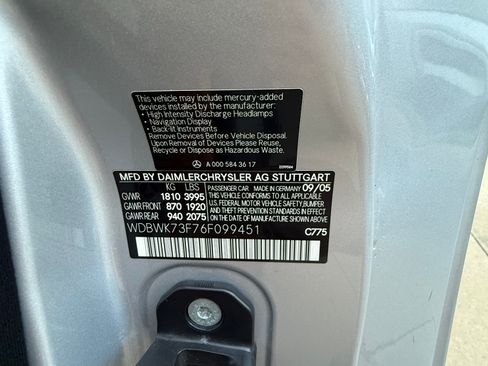 This vehicle may include mercury-added
devices installed by the manufacturer:
• High Intensity Discharge Headlamps
• Navigation Display
• Back-lit Instruments
Remove Devices Before Vehicle Disposal.
Upon Removal of Devices Please Reuse,
Recycle or Dispose as Hazardous Waste.
A 000 584 36 17
MFD BY DAIMLERCHRYSLER AG STUTTGART
KG LBS PASSENGER CAR MADE IN GERMANY 09/05
GVWR 1810 3995 THIS VEHICLE CONFORMS TO ALL APPLICABLE
GAWR FRONT 870 1920 U.S. FEDERAL MOTOR VEHICLE SAFETY, BUMPER
GAWR REAR 940 2075 AND THEFT PREVENTION STANDARDS IN EFFECT
ON THE DATE OF MANUFACTURE SHOWN ABOVE.
WDBWK73F76F099451 C775